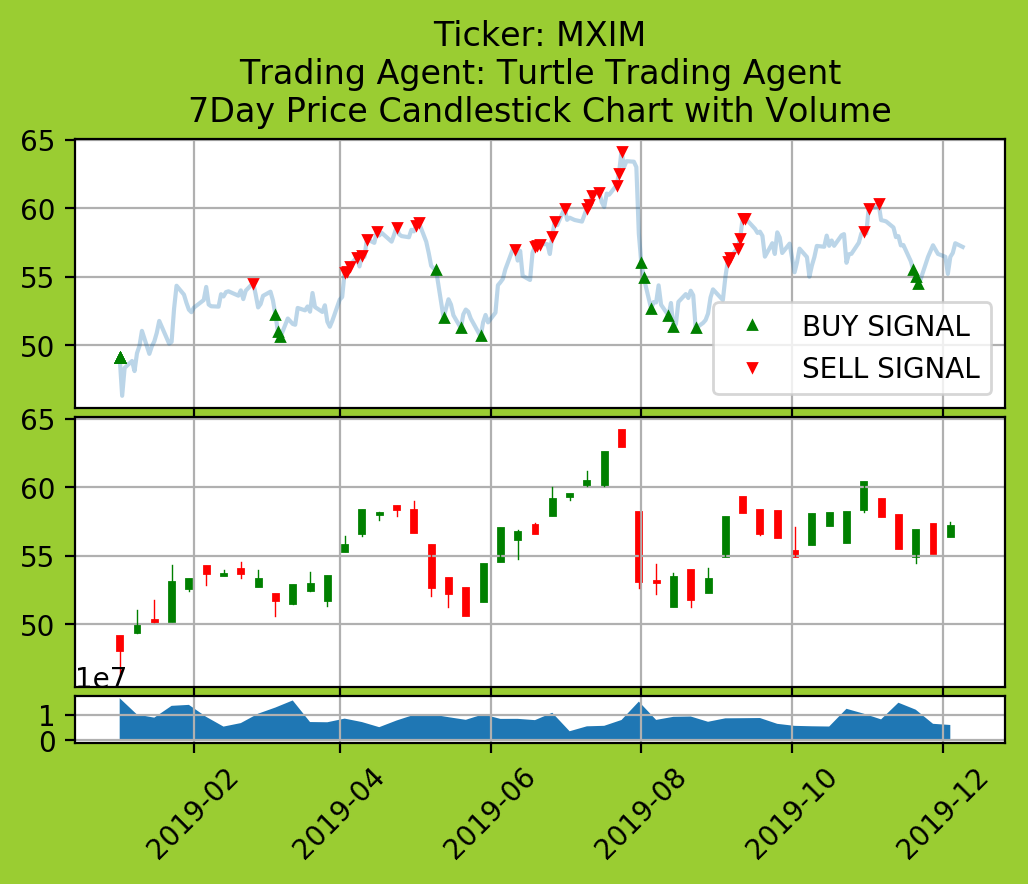 Ticker: MXIM
Trading Agent: Turtle Trading Agent
7Day Price Candlestick Chart with Volume
65
60
55
50
BUY SIGNAL
SELL SIGNAL
65
60
55
50
1e7
1
0
2019-02
2019-04
2019-06
2019-08
2019-10
2019-12